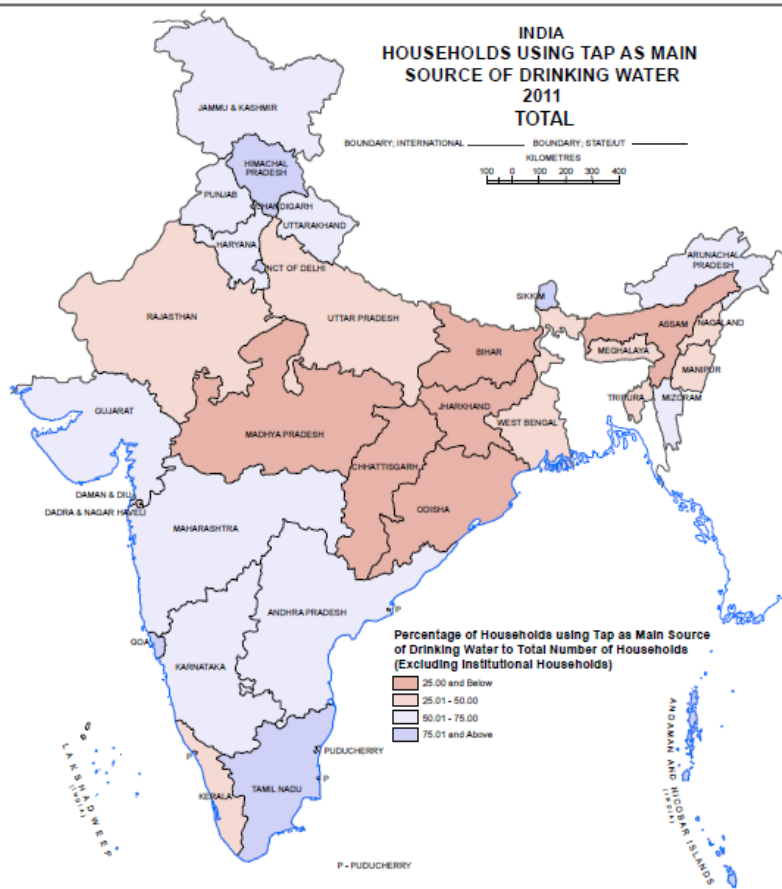 INDIA
HOUSEHOLDS USING TAP AS MAIN
SOURCE OF DRINKING WATER
2011
TOTAL
BOUNDARY; INTERNATIONAL
BOUNDARY; STATE/UT
KILOMETRES
100 0 100 200 300 400
JAMMU & KASHMIR
HIMACHAL
PRADESH
PUNJAB
CHANDIGARH
UTTARAKHAND
HARYANA
NCT OF DELHI
ARUNACHAL
PRADESH
SIKKIM
RAJASTHAN
UTTAR PRADESH
ASSAM
NAGALAND
BIHAR
MEGHALAYA
MANIPUR
GUJARAT
JHARKHAND
TRIPURA
MIZORAM
MADHYA PRADESH
WEST BENGAL
CHHATTISGARH
DAMAN & DIU
DADRA & NAGAR HAVELI
ODISHA
MAHARASHTRA
ANDHRA PRADESH
P
GOA
KARNATAKA
Percentage of Households using Tap as Main Source
of Drinking Water to Total Number of Households
(Excluding Institutional Households)
25.00 and Below
25.01 - 50.00
50.01 - 75.00
75.01 and Above
LAKSHADWEEP
(INDIA)
P
PUDUCHERRY
P
KERALA
TAMIL NADU
ANDAMAN AND NICOBAR ISLANDS
(INDIA)
P - PUDUCHERRY